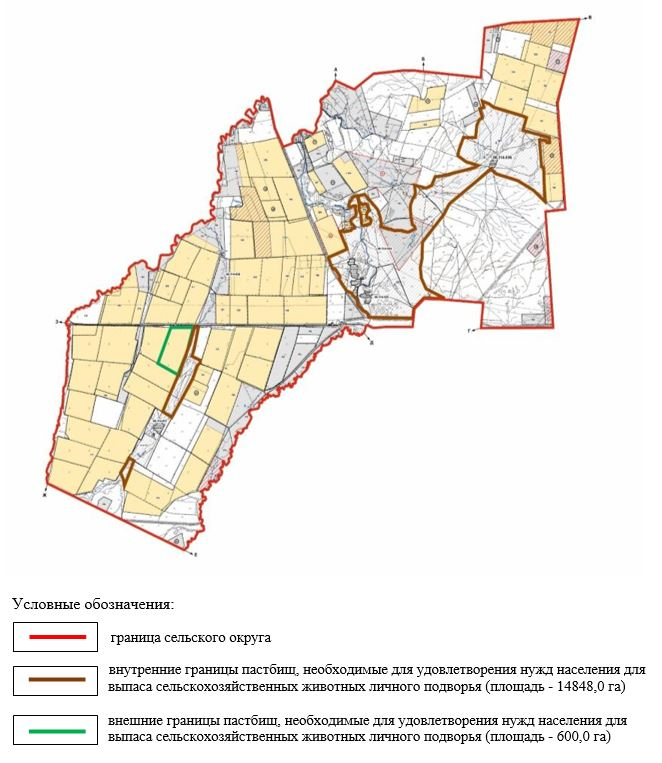 В
Б
А
З
Г
Д
Ж
Е
Условные обозначения:
граница сельского округа
внутренние границы пастбищ, необходимые для удовлетворения нужд населения для
выпаса сельскохозяйственных животных личного подворья (площадь - 14848,0 га)
внешние границы пастбищ, необходимые для удовлетворения нужд населения для
выпаса сельскохозяйственных животных личного подворья (площадь - 600,0 га)